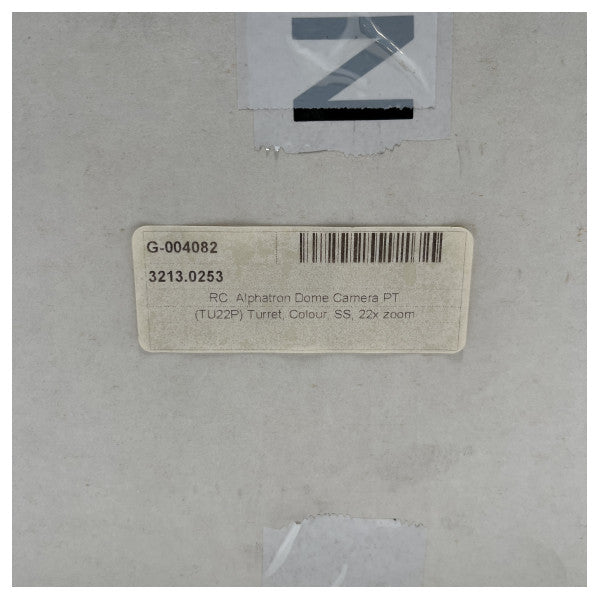 N
G-004082
3213.0253
RC Alphatron Dome Camera PT
(TU22P) Turret, Colour, SS, 22x zoom